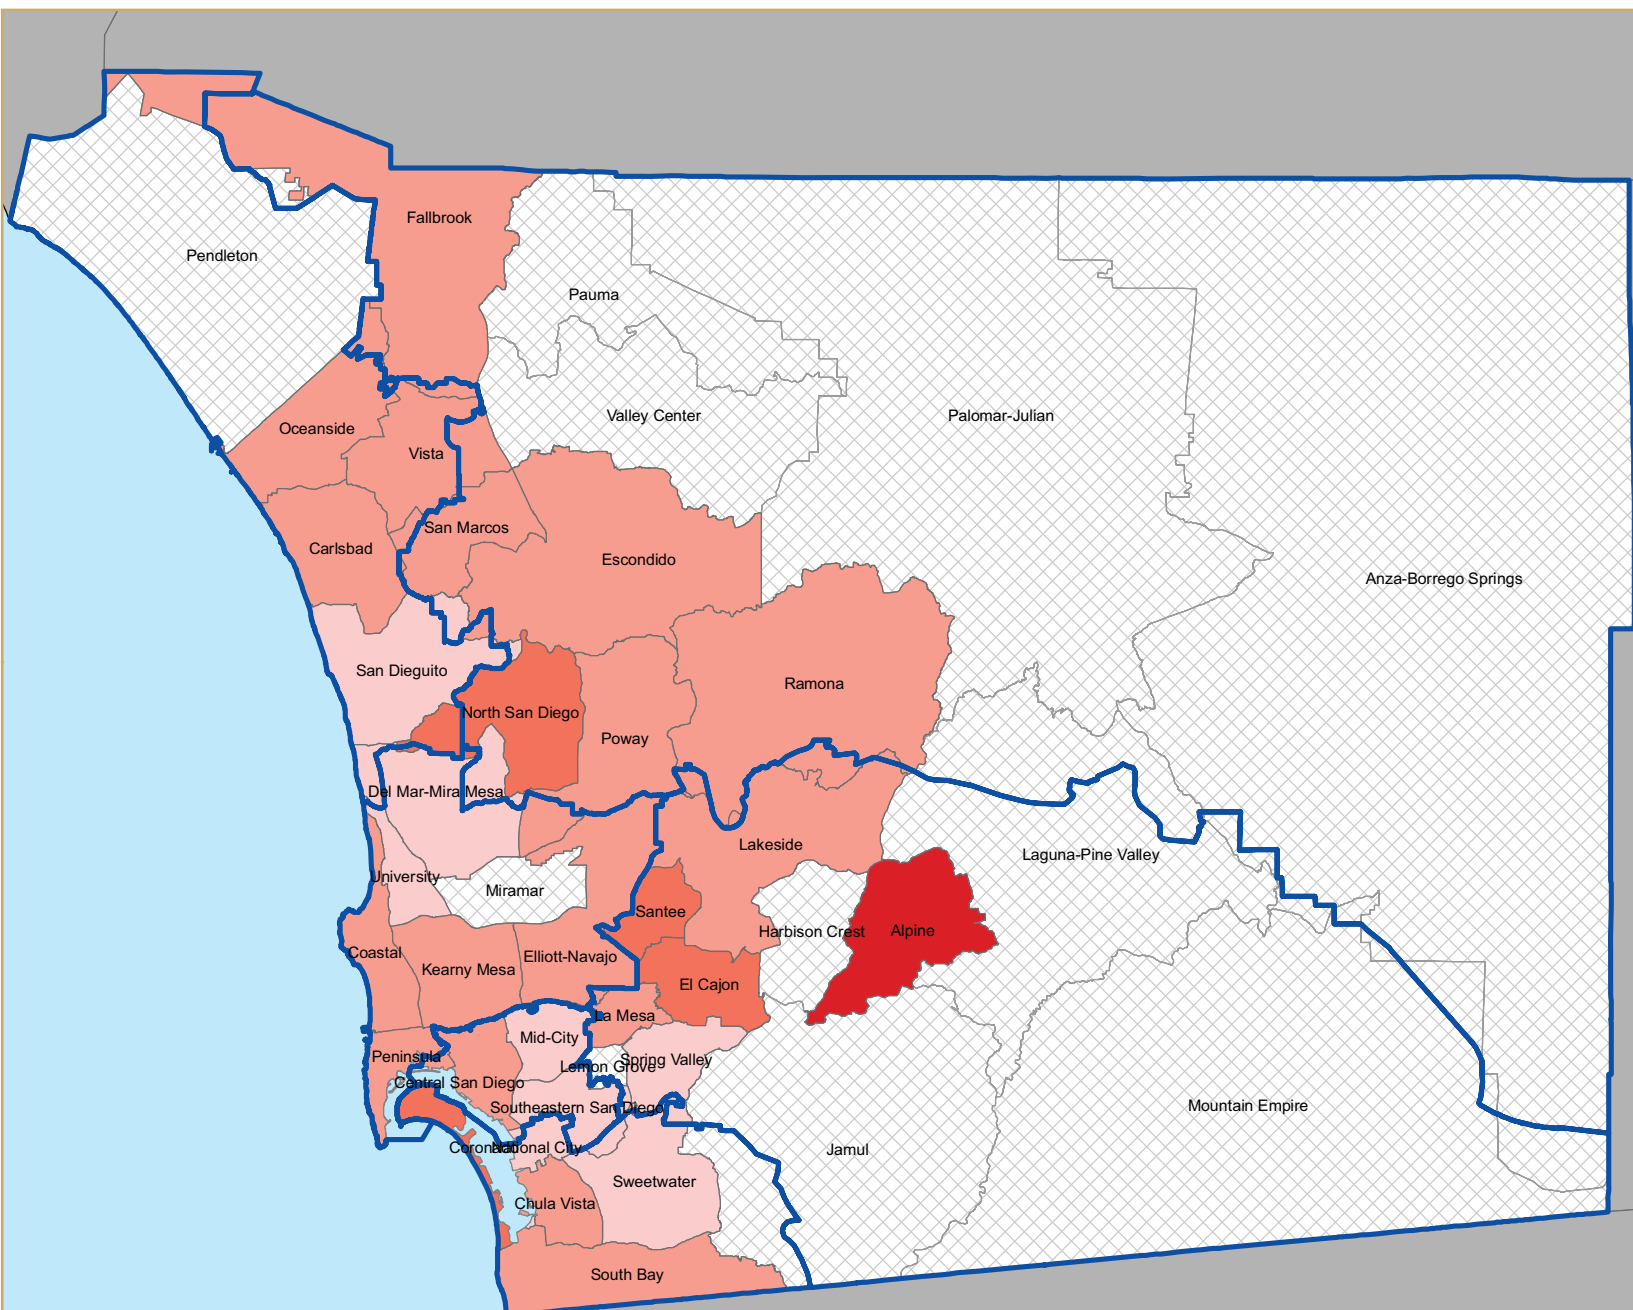 Fallbrook
Pendleton
Pauma
Valley Center
Palomar-Julian
Oceanside
Vista
San Marcos
Carlsbad
Escondido
Anza-Borrego Springs
San Dieguito
Ramona
North San Diego
Poway
Del Mar-Mira Mesa
Lakeside
Laguna-Pine Valley
University
Miramar
Santee
Harbison Crest
Alpine
Coastal
Elliott-Navajo
Kearny Mesa
El Cajon
La Mesa
Mid-City
Peninsula
Spring Valley
Lemon Grove
Central San Diego
Southeastern San Diego
Mountain Empire
Coronado
National City
Jamul
Sweetwater
Chula Vista
South Bay